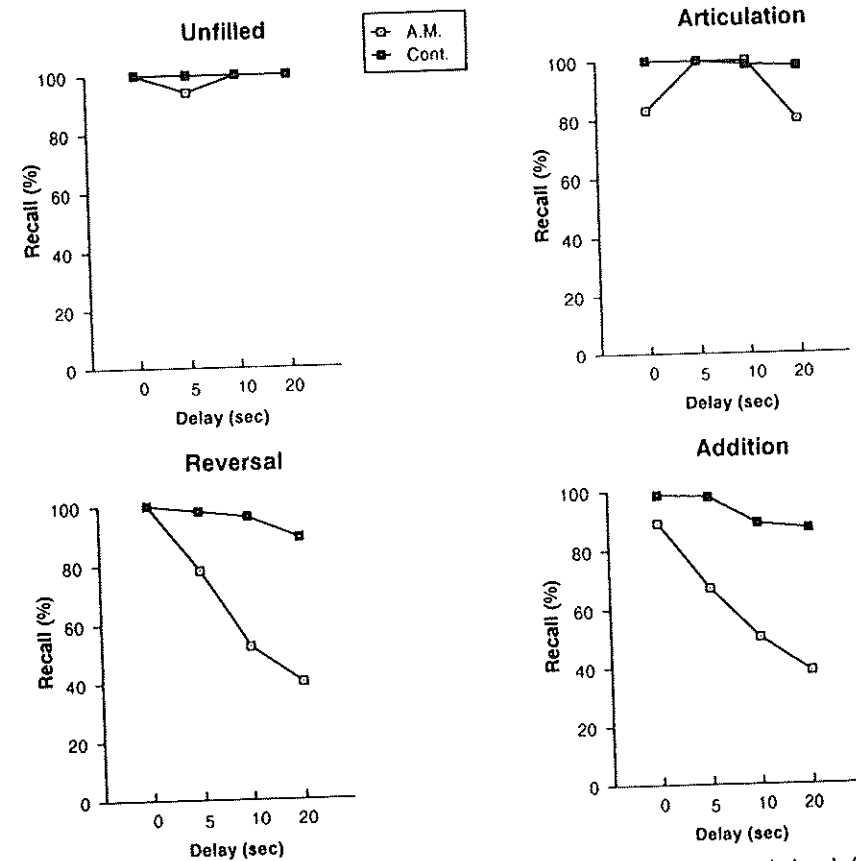 Unfilled
A.M.
Cont.
Recall (%)
100
80
60
40
20
0
0 5 10 20
Delay (sec)
Articulation
Recall (%)
100
80
60
40
20
0
0 5 10 20
Delay (sec)
Reversal
Recall (%)
100
80
60
40
20
0
0 5 10 20
Delay (sec)
Addition
Recall (%)
100
80
60
40
20
0
0 5 10 20
Delay (sec)